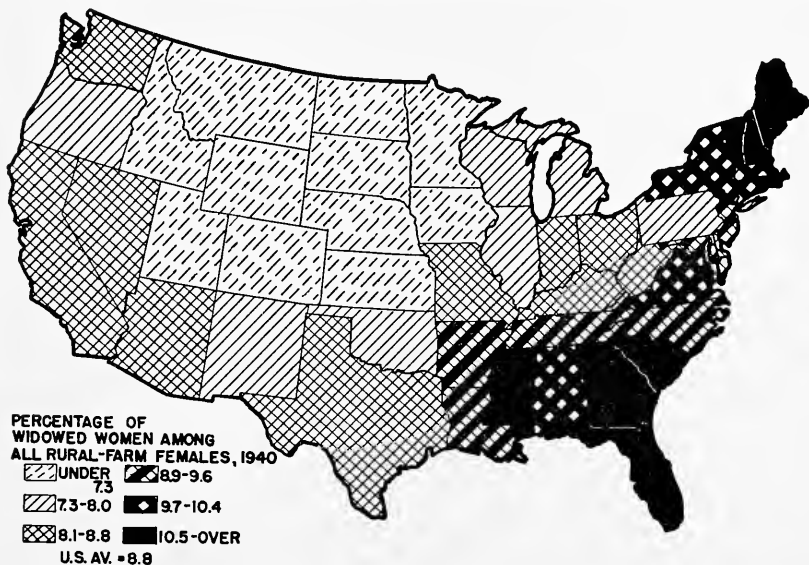 PERCENTAGE OF
WIDOWED WOMEN AMONG
ALL RURAL-FARM FEMALES, 1940
UNDER 7.3
8.9-9.6
7.3-8.0
9.7-10.4
8.1-8.8
10.5-OVER
U.S. AV. = 8.8